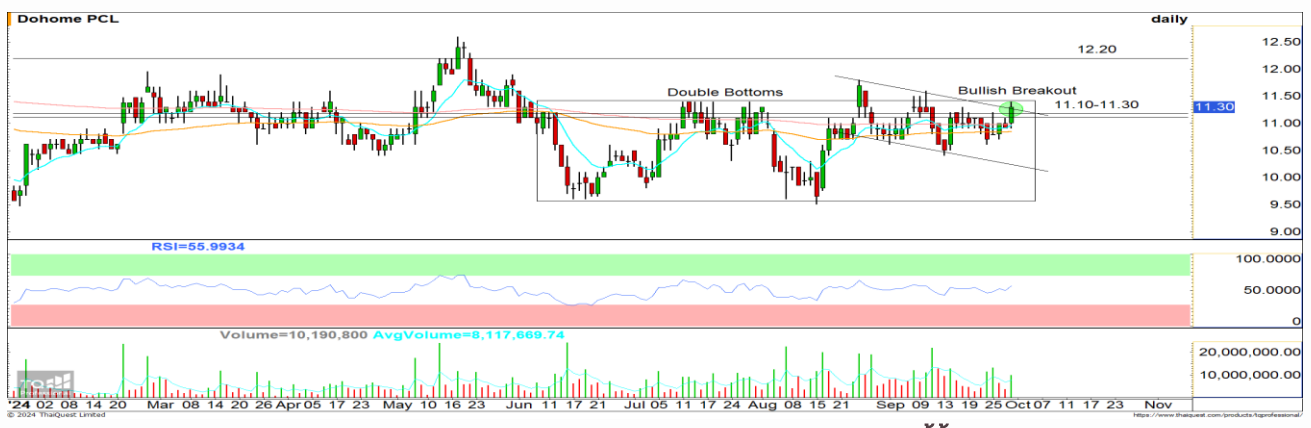 Dohome PCL daily
12.50
12.20
12.00
Double Bottoms
Bullish Breakout
11.50
11.10-11.30
11.30
11.00
10.50
10.00
9.50
9.00
RSI=55.9934
100.0000
50.0000
0
Volume=10,190,800 AvgVolume=8,117,669.74
20,000,000.00
10,000,000.00
'24 02 08 14 20 Mar 08 14 20 26 Apr 05 17 23 May 10 16 23 Jun 11 17 21 Jul 05 11 17 24 Aug 08 15 21 Sep 09 13 19 25 Oct 07 11 17 23 Nov
© 2024 ThaiQuest Limited
https://www.thaiquest.com/products/tqprofessional/